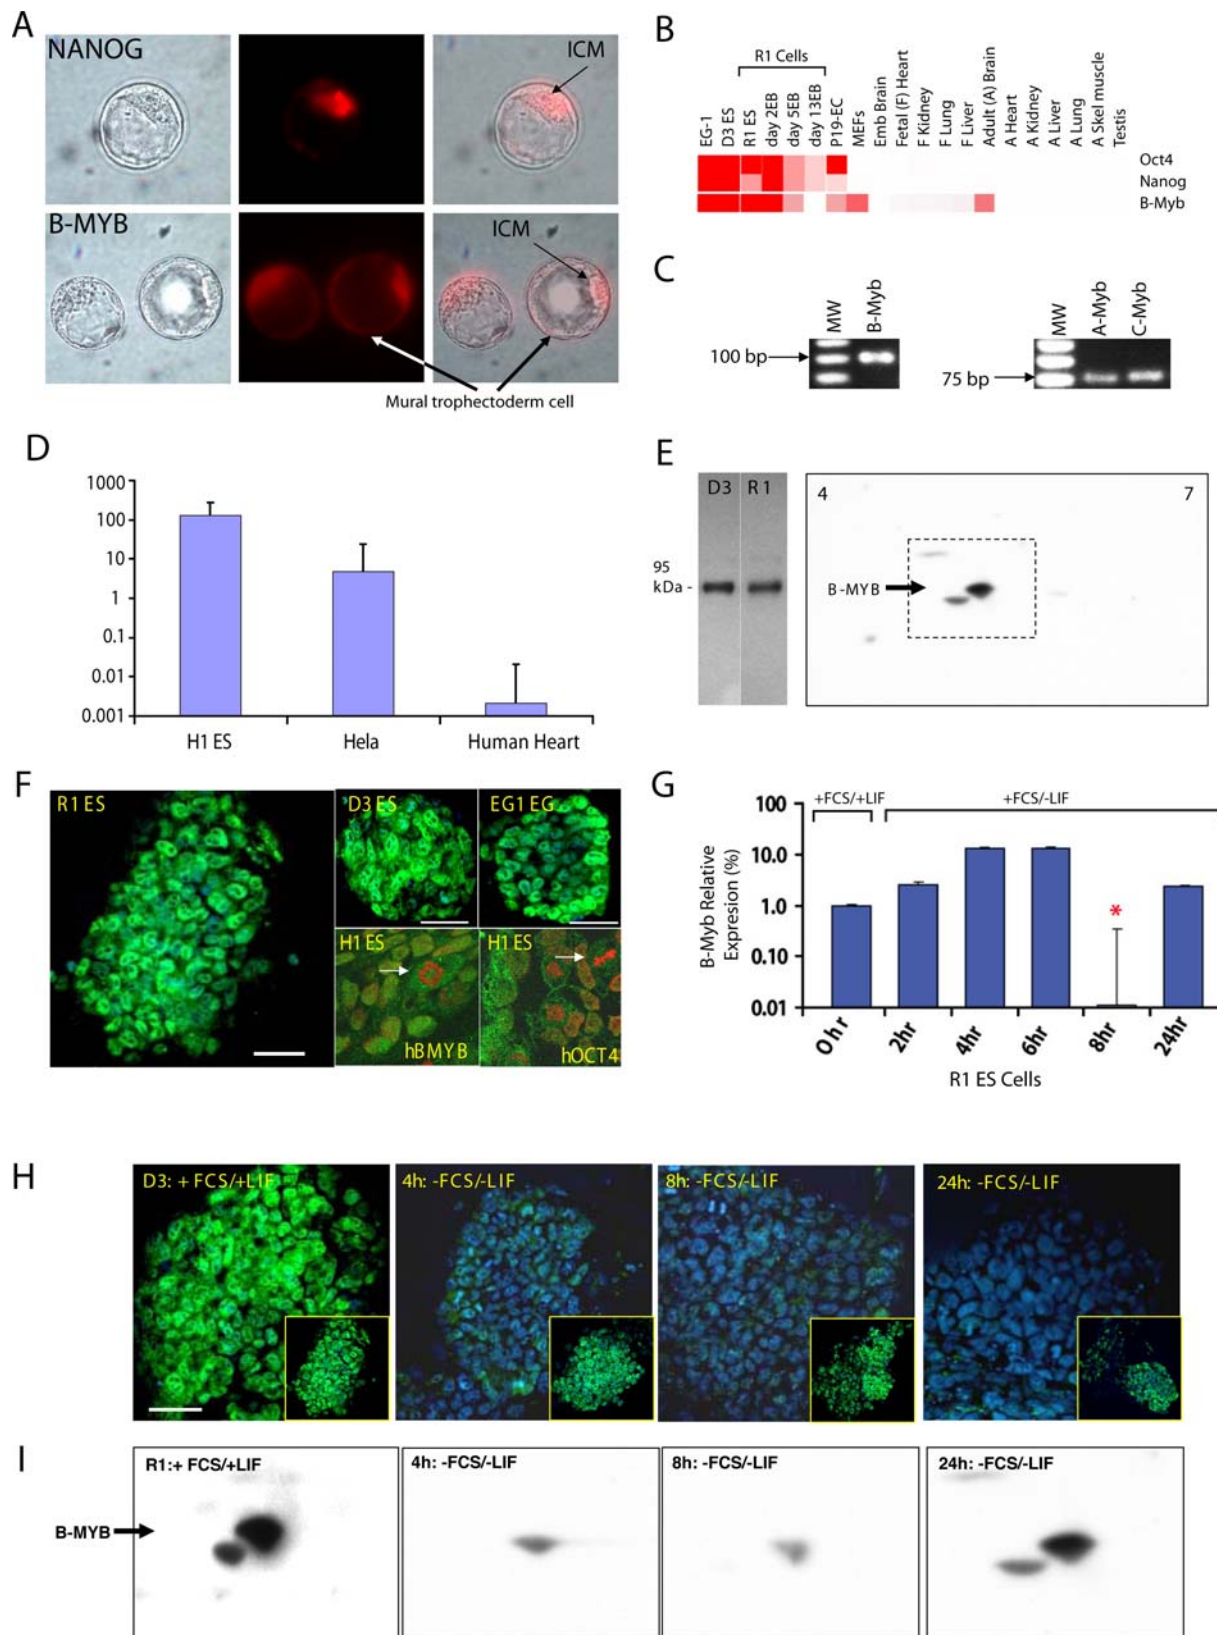 A
NANOG
ICM
B-MYB
ICM
Mural trophectoderm cell
B
R1 Cells
EG-1
D3 ES
R1 ES
day 2EB
day 5EB
day 13EB
P19-EC
MEFs
Emb Brain
Fetal (F) Heart
F Kidney
F Lung
F Liver
Adult (A) Brain
A Heart
A Kidney
A Liver
A Lung
A Skel muscle
Testis
Oct4
Nanog
B-Myb
C
MW
B-Myb
100 bp
MW
A-Myb
C-Myb
75 bp
D
1000
100
10
1
0.1
0.01
0.001
H1 ES
Hela
Human Heart
E
D3 R1
95
kDa -
4
7
B-MYB
F
R1 ES
D3 ES
EG1 EG
H1 ES
hBMYB
H1 ES
hOCT4
G
+FCS/+LIF
+FCS/-LIF
B-Myb Relative
Expresion (%)
100
10.0
1.0
0.10
0.01
*
0 hr
2hr
4hr
6hr
8hr
24hr
R1 ES Cells
H
D3: + FCS/+LIF
4h: -FCS/-LIF
8h: -FCS/-LIF
24h: -FCS/-LIF
I
R1:+ FCS/+LIF
4h: -FCS/-LIF
8h: -FCS/-LIF
24h: -FCS/-LIF
B-MYB